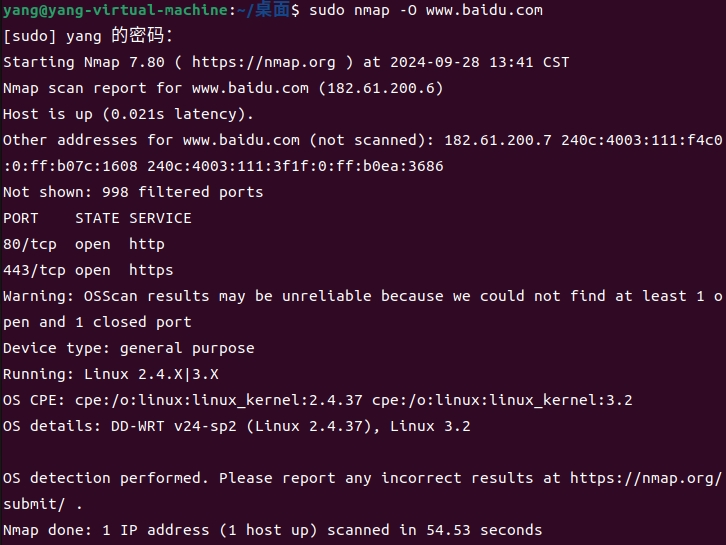 yang@yang-virtual-machine:~/桌面$ sudo nmap -O www.baidu.com
[sudo] yang 的密码：
Starting Nmap 7.80 ( https://nmap.org ) at 2024-09-28 13:41 CST
Nmap scan report for www.baidu.com (182.61.200.6)
Host is up (0.021s latency).
Other addresses for www.baidu.com (not scanned): 182.61.200.7 240c:4003:111:f4c0
:0:ff:b07c:1608 240c:4003:111:3f1f:0:ff:b0ea:3686
Not shown: 998 filtered ports
PORT    STATE SERVICE
80/tcp  open  http
443/tcp open  https
Warning: OSScan results may be unreliable because we could not find at least 1 o
pen and 1 closed port
Device type: general purpose
Running: Linux 2.4.X|3.X
OS CPE: cpe:/o:linux:linux_kernel:2.4.37 cpe:/o:linux:linux_kernel:3.2
OS details: DD-WRT v24-sp2 (Linux 2.4.37), Linux 3.2

OS detection performed. Please report any incorrect results at https://nmap.org/
submit/ .
Nmap done: 1 IP address (1 host up) scanned in 54.53 seconds